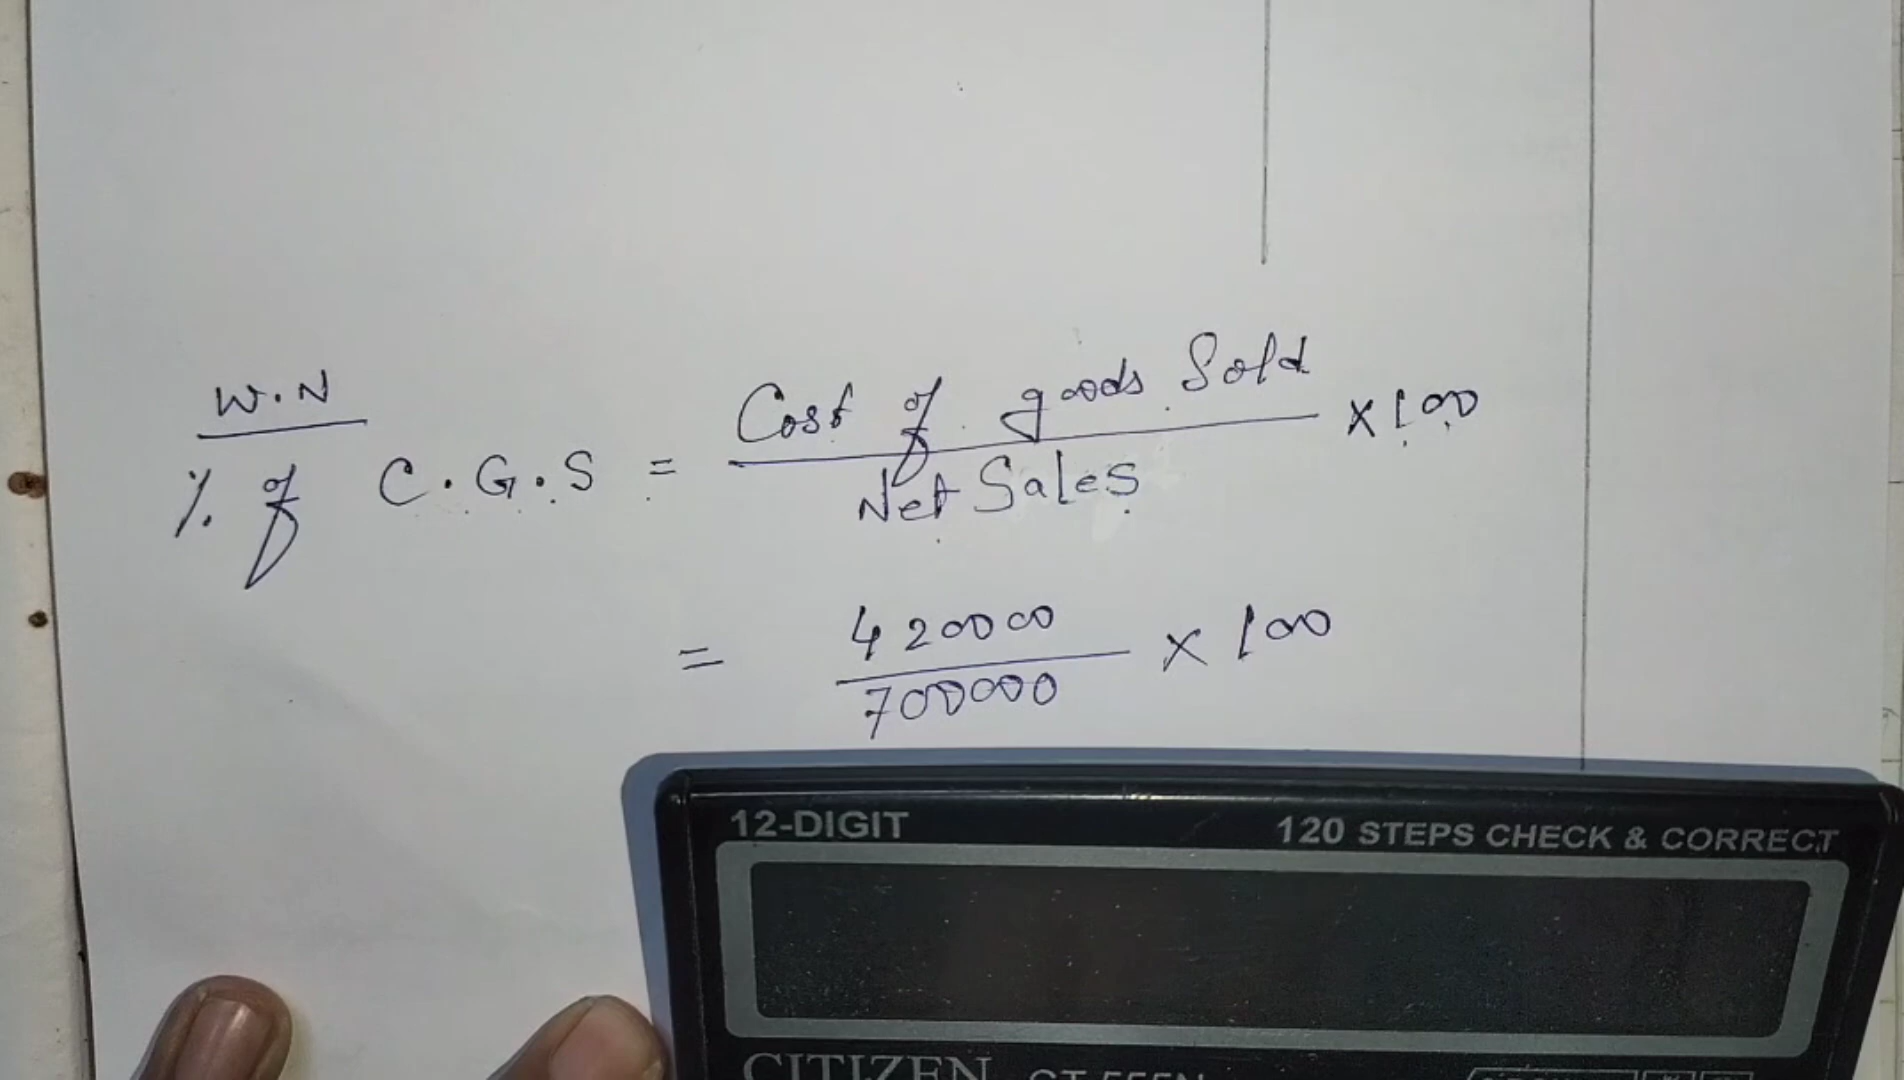 W.N
% of C.G.S = Cost of goods Sold / Net Sales × 100
= 420000 / 700000 × 100
12-DIGIT 120 STEPS CHECK & CORRECT
CITIZEN